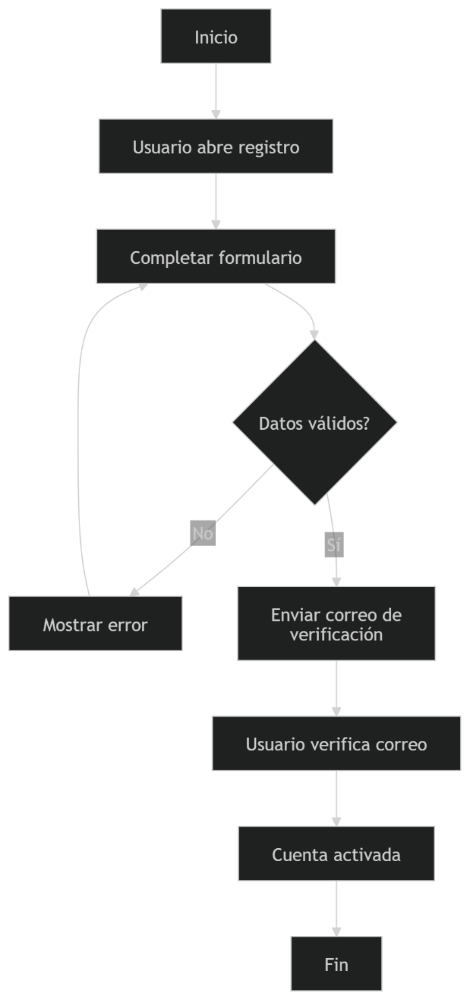 Inicio
Usuario abre registro
Completar formulario
Datos válidos?
No
Sí
Mostrar error
Enviar correo de
verificación
Usuario verifica correo
Cuenta activada
Fin